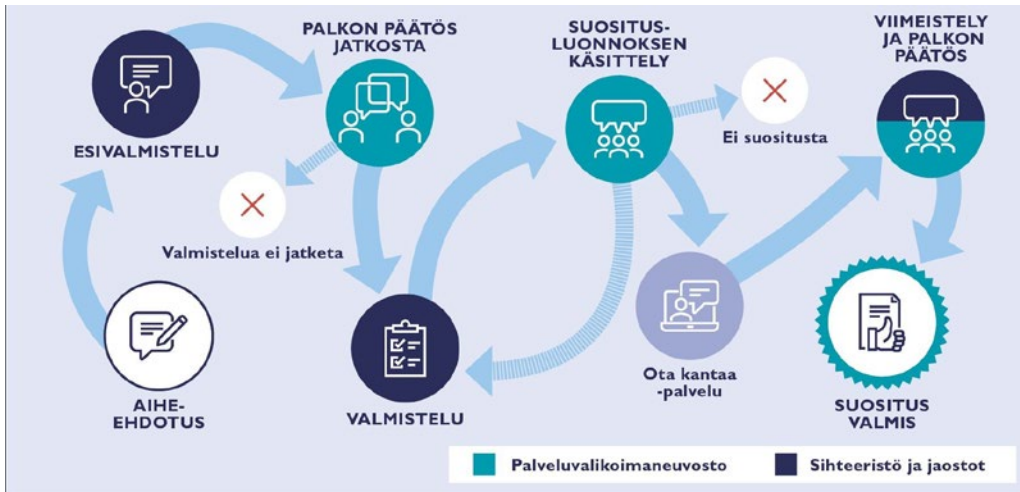 PALKON PÄÄTÖS
JATKOSTA
SUOSITUS-
LUONNOKSEN
KÄSITTELY
VIIMEISTELY
JA PALKON
PÄÄTÖS
ESIVALMISTELU
Ei suositusta
Valmistelua ei jatketa
AIHE-
EHDOTUS
VALMISTELU
Ota kantaa
-palvelu
SUOSITUS
VALMIS
Palveluvalikoimaneuvosto
Sihteeristö ja jaostot